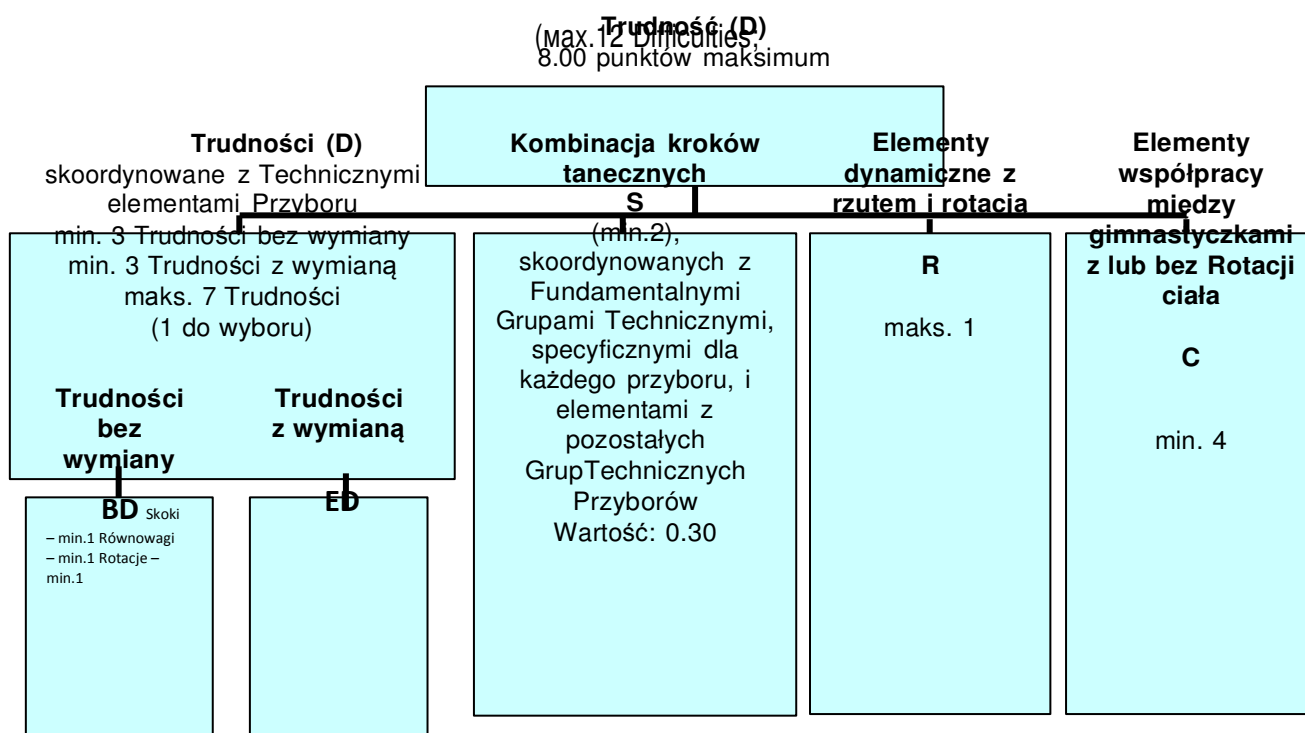 Trudność (D)
(Max.12 Difficulties;
8.00 punktów maksimum
Trudności (D)
skoordynowane z Technicznymi
elementami Przyboru
min. 3 Trudności bez wymiany
min. 3 Trudności z wymianą
maks. 7 Trudności
(1 do wyboru)
Trudności
bez
wymiany
Trudności
z wymianą
BD Skoki
– min.1 Równowagi
– min.1 Rotacje –
min.1
ED
Kombinacja kroków
tanecznych
S
(min.2),
skoordynowanych z
Fundamentalnymi
Grupami Technicznymi,
specyficznymi dla
każdego przyboru, i
elementami z
pozostałych
GrupTechnicznych
Przyborów
Wartość: 0.30
Elementy
dynamiczne z
rzutem i rotacją
R
maks. 1
Elementy
współpracy
między
gimnastyczkami
z lub bez Rotacji
ciała
C
min. 4